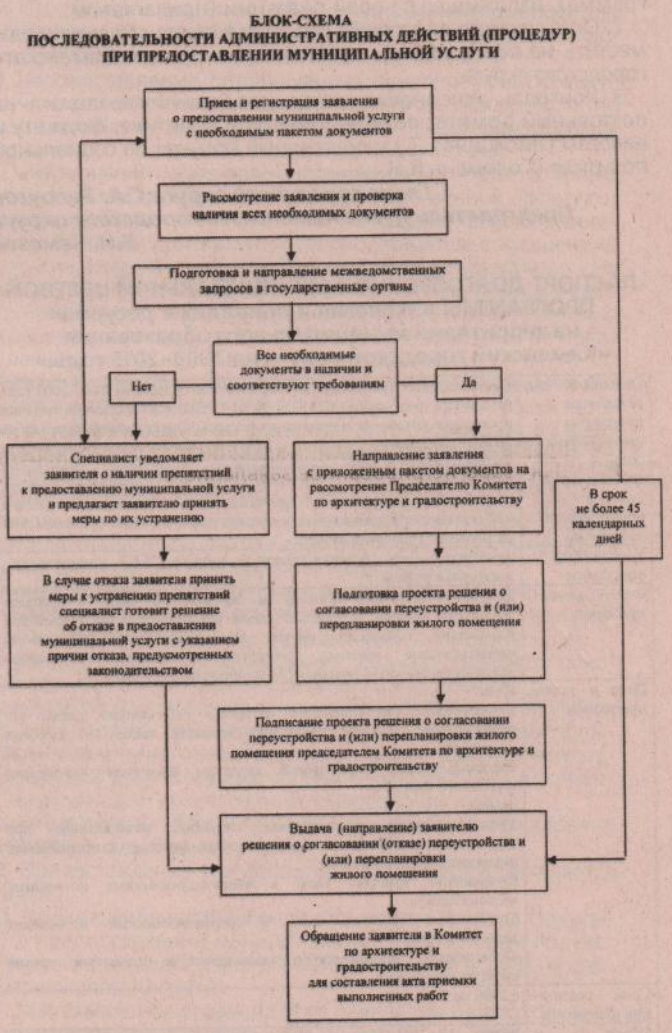 БЛОК-СХЕМА
ПОСЛЕДОВАТЕЛЬНОСТИ АДМИНИСТРАТИВНЫХ ДЕЙСТВИЙ (ПРОЦЕДУР)
ПРИ ПРЕДОСТАВЛЕНИИ МУНИЦИПАЛЬНОЙ УСЛУГИ
Прием и регистрация заявления
о предоставлении муниципальной услуги
с необходимым пакетом документов
Рассмотрение заявления и проверка
наличия всех необходимых документов
Подготовка и направление межведомственных
запросов в государственные органы
Все необходимые
документы в наличии и
соответствуют требованиям
Нет
Да
Специалист уведомляет
заявителя о наличии препятствий
к предоставлению муниципальной услуги
и предлагает заявителю принять
меры по их устранению
Направление заявления
с приложенным пакетом документов на
рассмотрение Председателю Комитета
по архитектуре и градостроительству
В срок
не более 45
календарных
дней
В случае отказа заявителя принять
меры к устранению препятствий
специалист готовит решение
об отказе в предоставлении
муниципальной услуги с указанием
причин отказа, предусмотренных
законодательством
Подготовка проекта решения о
согласовании переустройства и (или)
перепланировки жилого помещения
Подписание проекта решения о согласовании
переустройства и (или) перепланировки жилого
помещения председателем Комитета по архитектуре и
градостроительству
Выдача (направление) заявителю
решения о согласовании (отказе) переустройства и
(или) перепланировки
жилого помещения
Обращение заявителя в Комитет
по архитектуре и
градостроительству
для составления акта приемки
выполненных работ